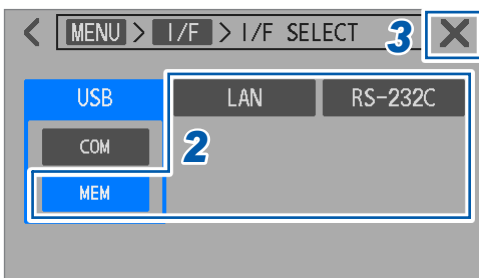 < MENU > I/F > I/F SELECT 3 X
USB LAN RS-232C
COM 2
MEM